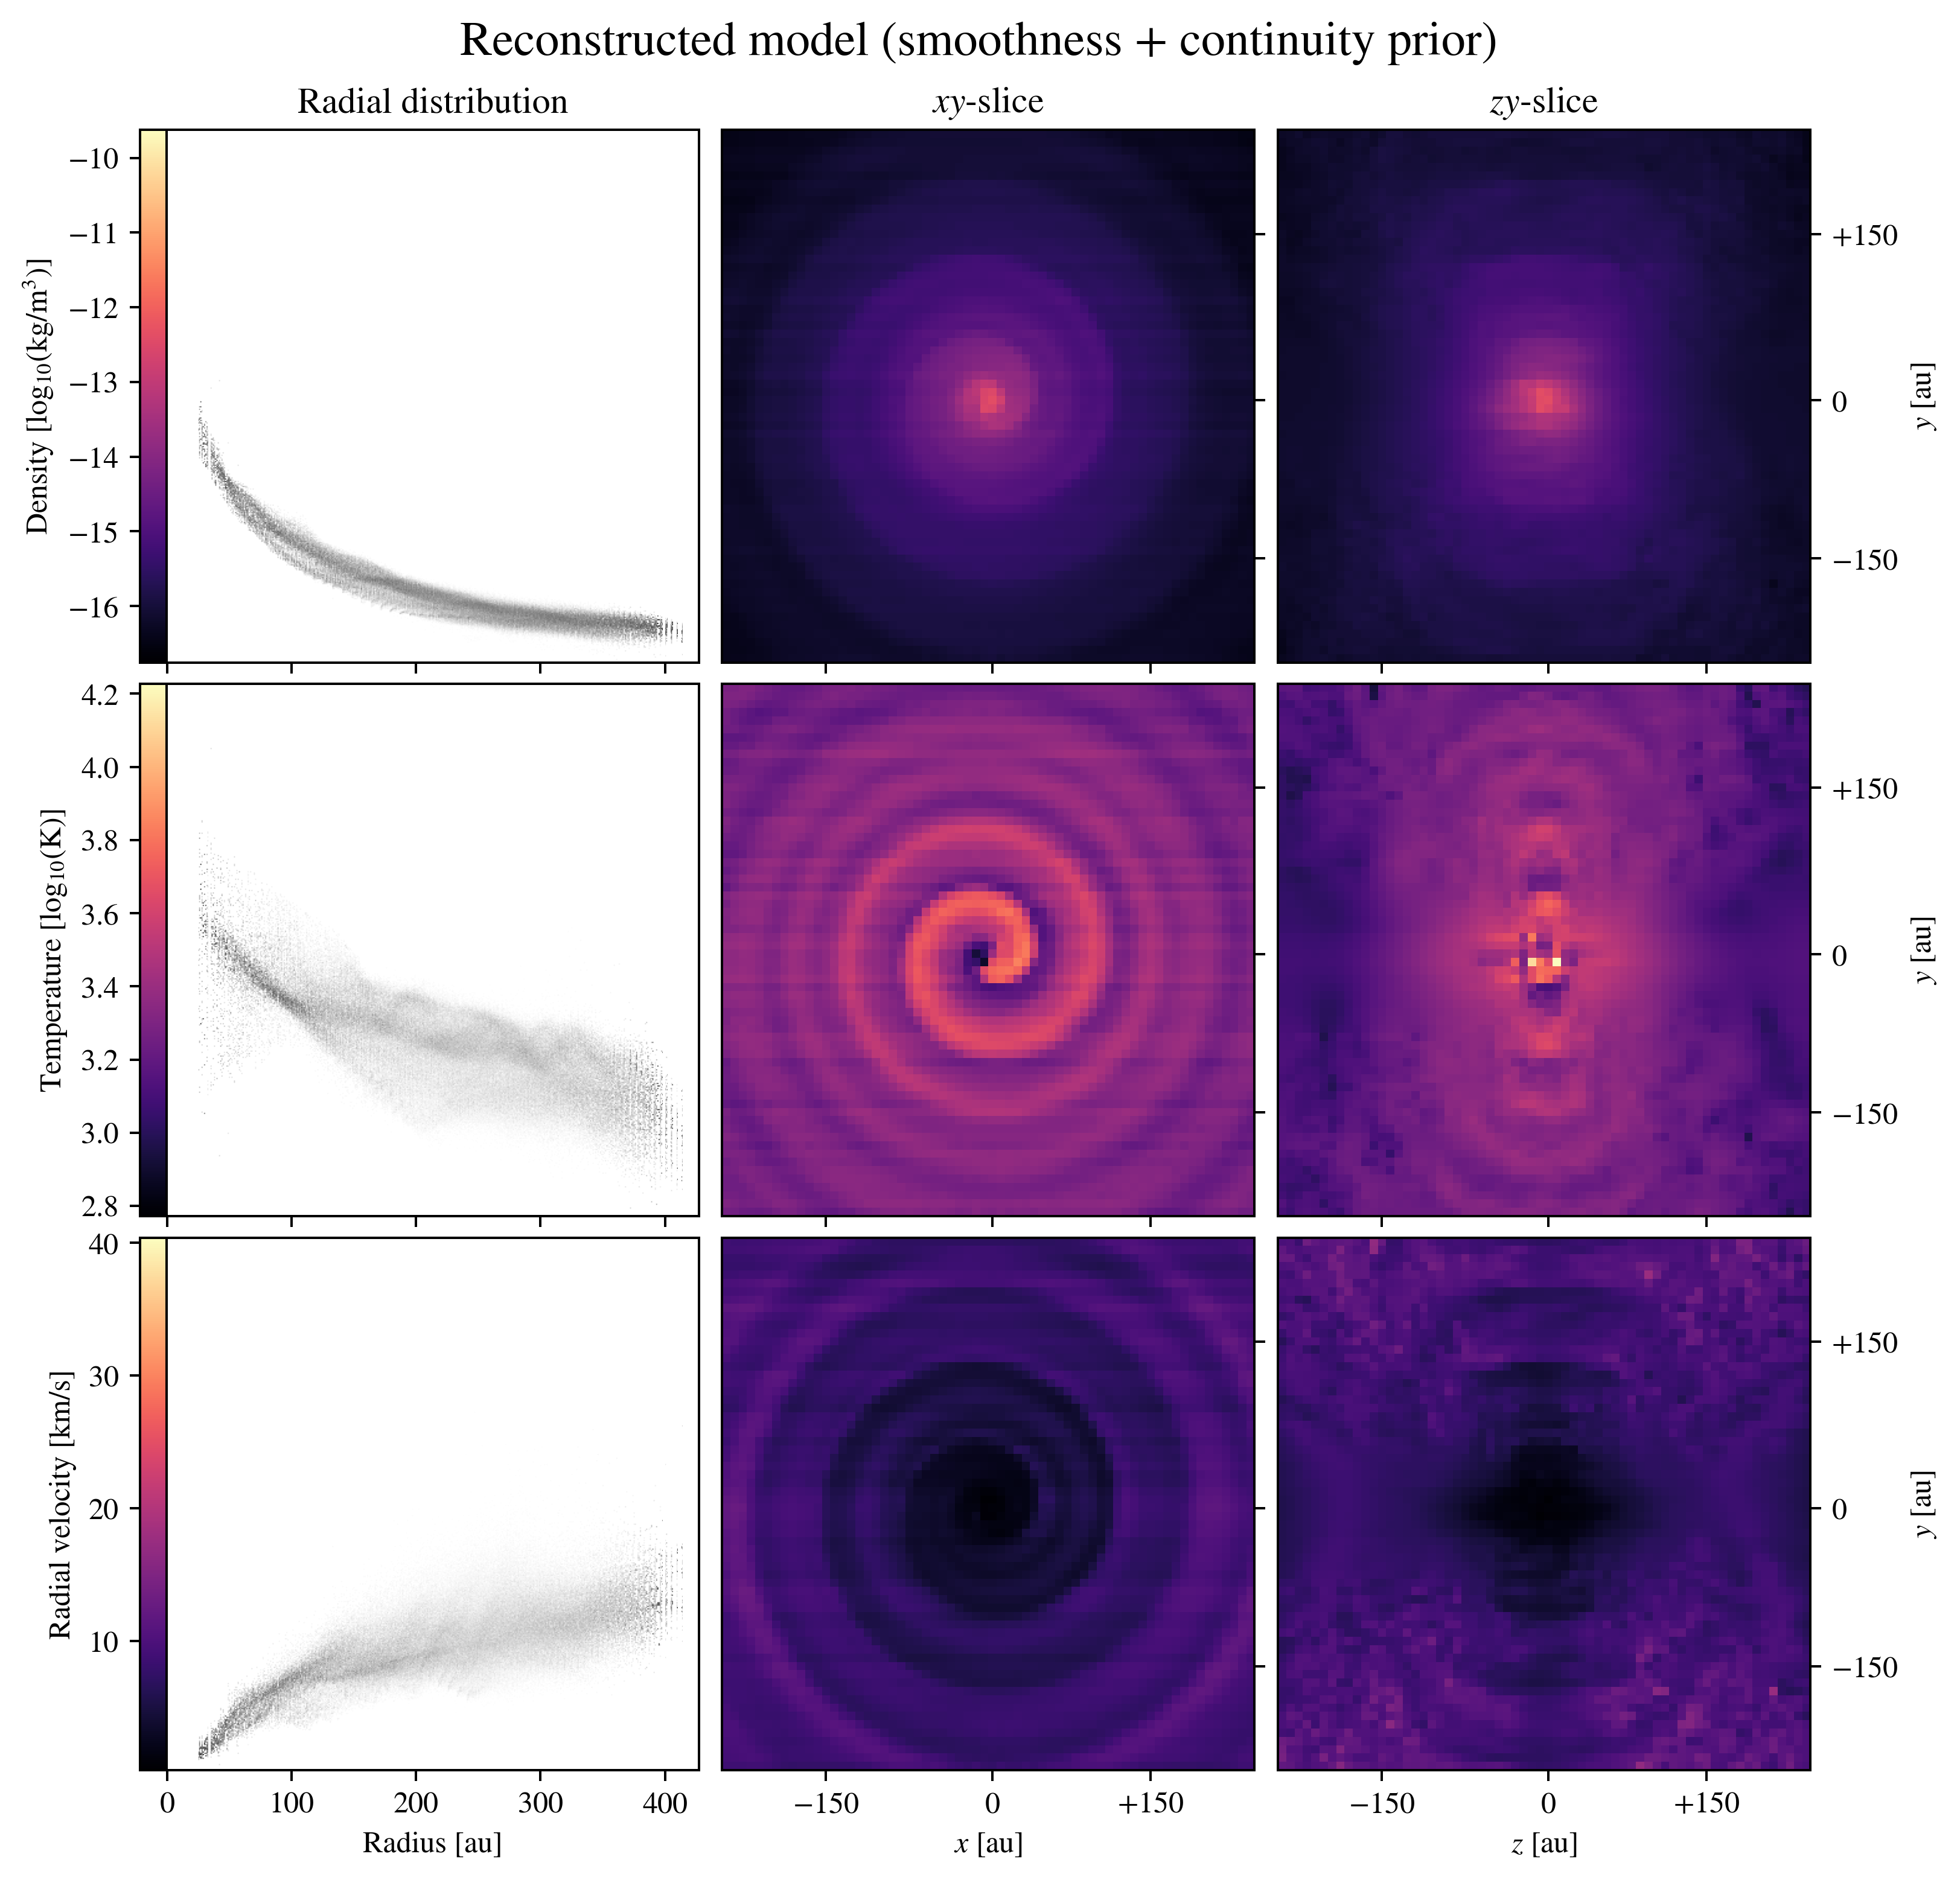 Reconstructed model (smoothness + continuity prior)
Radial distribution
xy-slice
zy-slice
Density [log₁₀(kg/m³)]
−10
−11
−12
−13
−14
−15
−16
+150
0
−150
y [au]
Temperature [log₁₀(K)]
4.2
4.0
3.8
3.6
3.4
3.2
3.0
2.8
+150
0
−150
y [au]
Radial velocity [km/s]
40
30
20
10
+150
0
−150
y [au]
0 100 200 300 400
Radius [au]
−150 0 +150
x [au]
−150 0 +150
z [au]